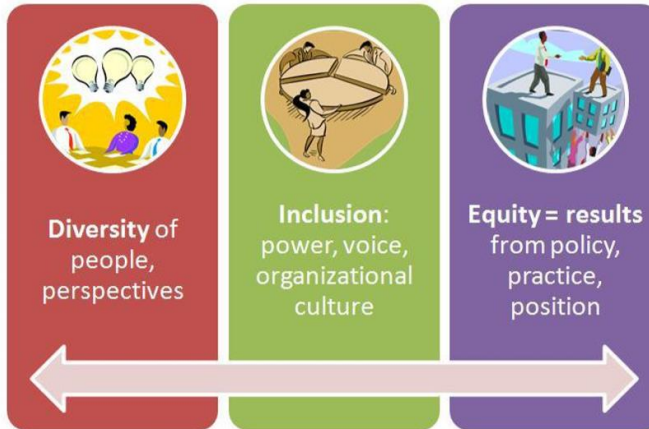 Diversity of
people,
perspectives
Inclusion:
power, voice,
organizational
culture
Equity = results
from policy,
practice,
position